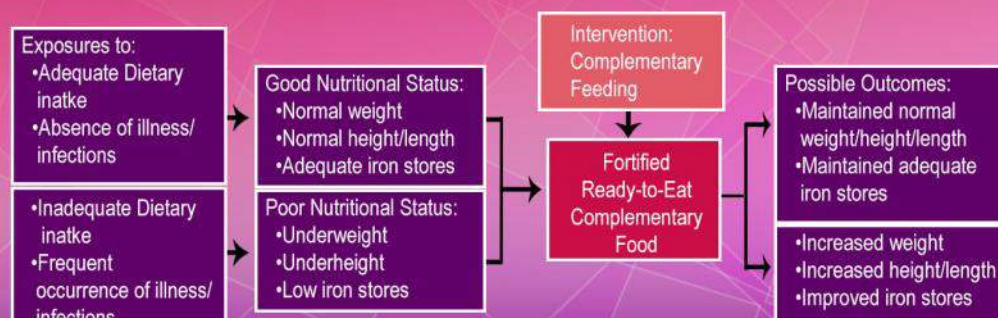 Exposures to:
•Adequate Dietary
inatke
•Absence of illness/
infections
•Inadequate Dietary
inatke
•Frequent
occurrence of illness/
infections
Good Nutritional Status:
•Normal weight
•Normal height/length
•Adequate iron stores
Poor Nutritional Status:
•Underweight
•Underheight
•Low iron stores
Intervention:
Complementary
Feeding
Fortified
Ready-to-Eat
Complementary
Food
Possible Outcomes:
•Maintained normal
weight/height/length
•Maintained adequate
iron stores
•Increased weight
•Increased height/length
•Improved iron stores